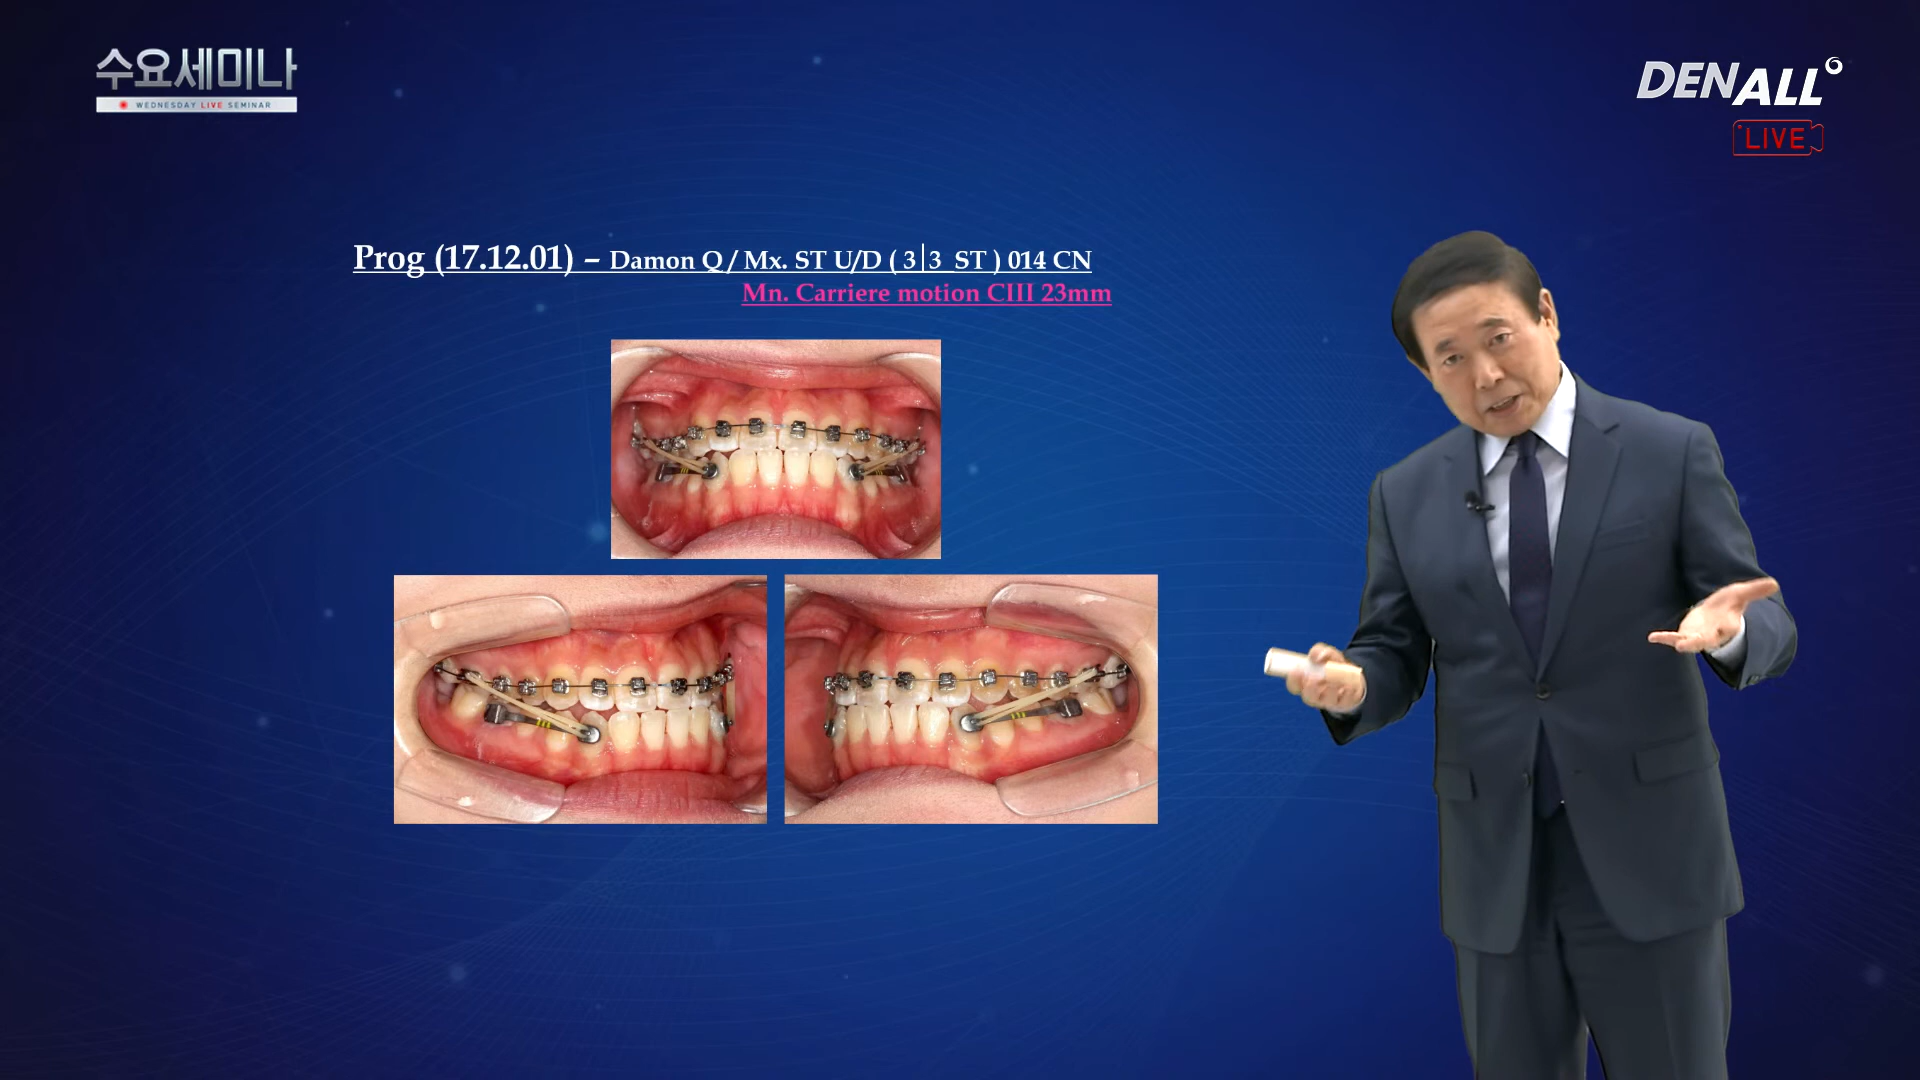 수요세미나
WEDNESDAY LIVE SEMINAR
DENALL
LIVE
Prog (17.12.01) – Damon Q / Mx. ST U/D ( 3|3 ST ) 014 CN
Mn. Carriere motion CIII 23mm